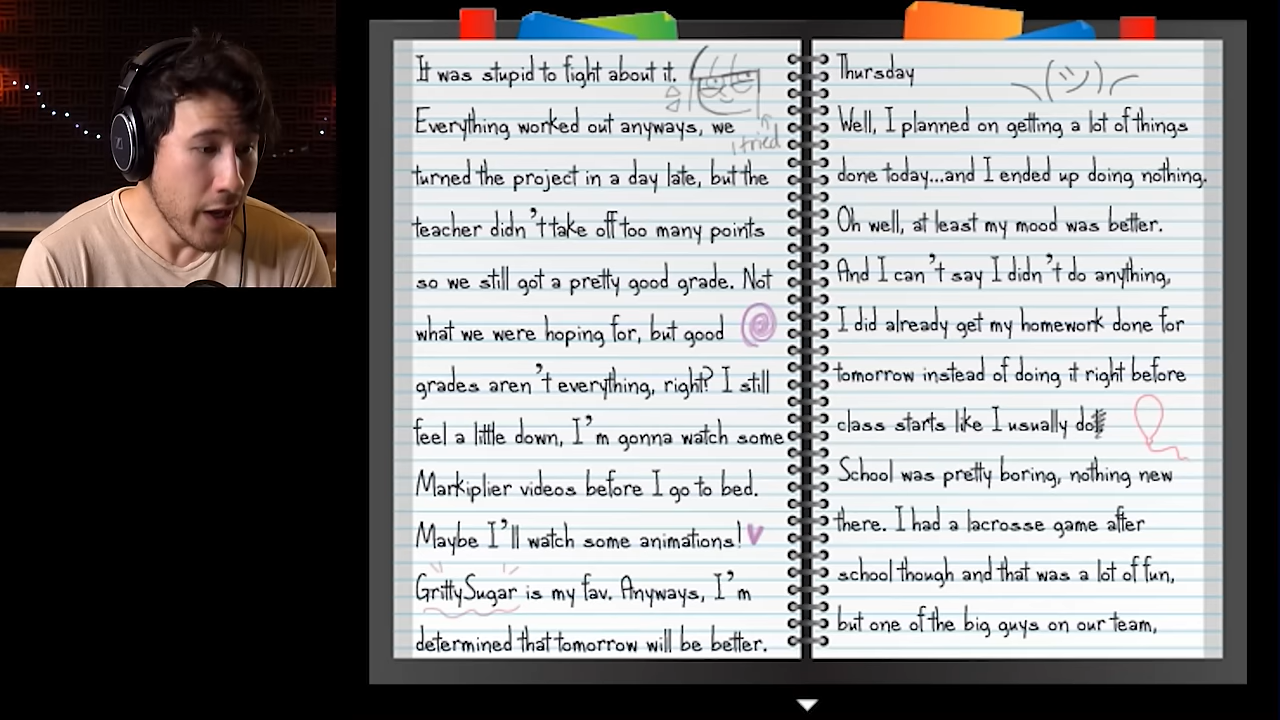 It was stupid to fight about it.
Everything worked out anyways, we
i tried
turned the project in a day late, but the
teacher didn't take off too many points
so we still got a pretty good grade. Not
what we were hoping for, but good
grades aren't everything, right? I still
feel a little down, I'm gonna watch some
Markiplier videos before I go to bed.
Maybe I'll watch some animations!
GrittySugar is my fav. Anyways, I'm
determined that tomorrow will be better.
Thursday
Well, I planned on getting a lot of things
done today...and I ended up doing nothing.
Oh well, at least my mood was better.
And I can't say I didn't do anything,
I did already get my homework done for
tomorrow instead of doing it right before
class starts like I usually do
School was pretty boring, nothing new
there. I had a lacrosse game after
school though and that was a lot of fun,
but one of the big guys on our team,